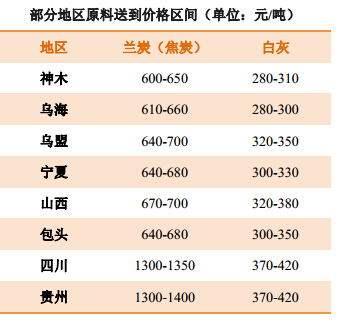 部分地区原料送到价格区间（单位：元/吨）
地区 兰炭（焦炭） 白灰
神木 600-650 280-310
乌海 610-660 280-300
乌盟 640-700 320-350
宁夏 640-680 300-330
山西 670-700 320-380
包头 640-680 300-350
四川 1300-1350 370-420
贵州 1300-1400 370-420